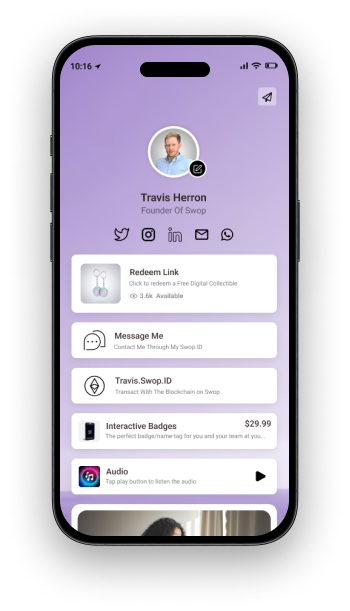 10:16
Travis Herron
Founder Of Swop
in
Redeem Link
Click to redeem a Free Digital Collectible
3.6k Available
Message Me
Contact Me Through My Swop.ID
Travis.Swop.ID
Transact With The Blockchain on Swop
Interactive Badges $29.99
The perfect badge/name-tag for you and your team at you...
Audio
Tap play button to listen the audio